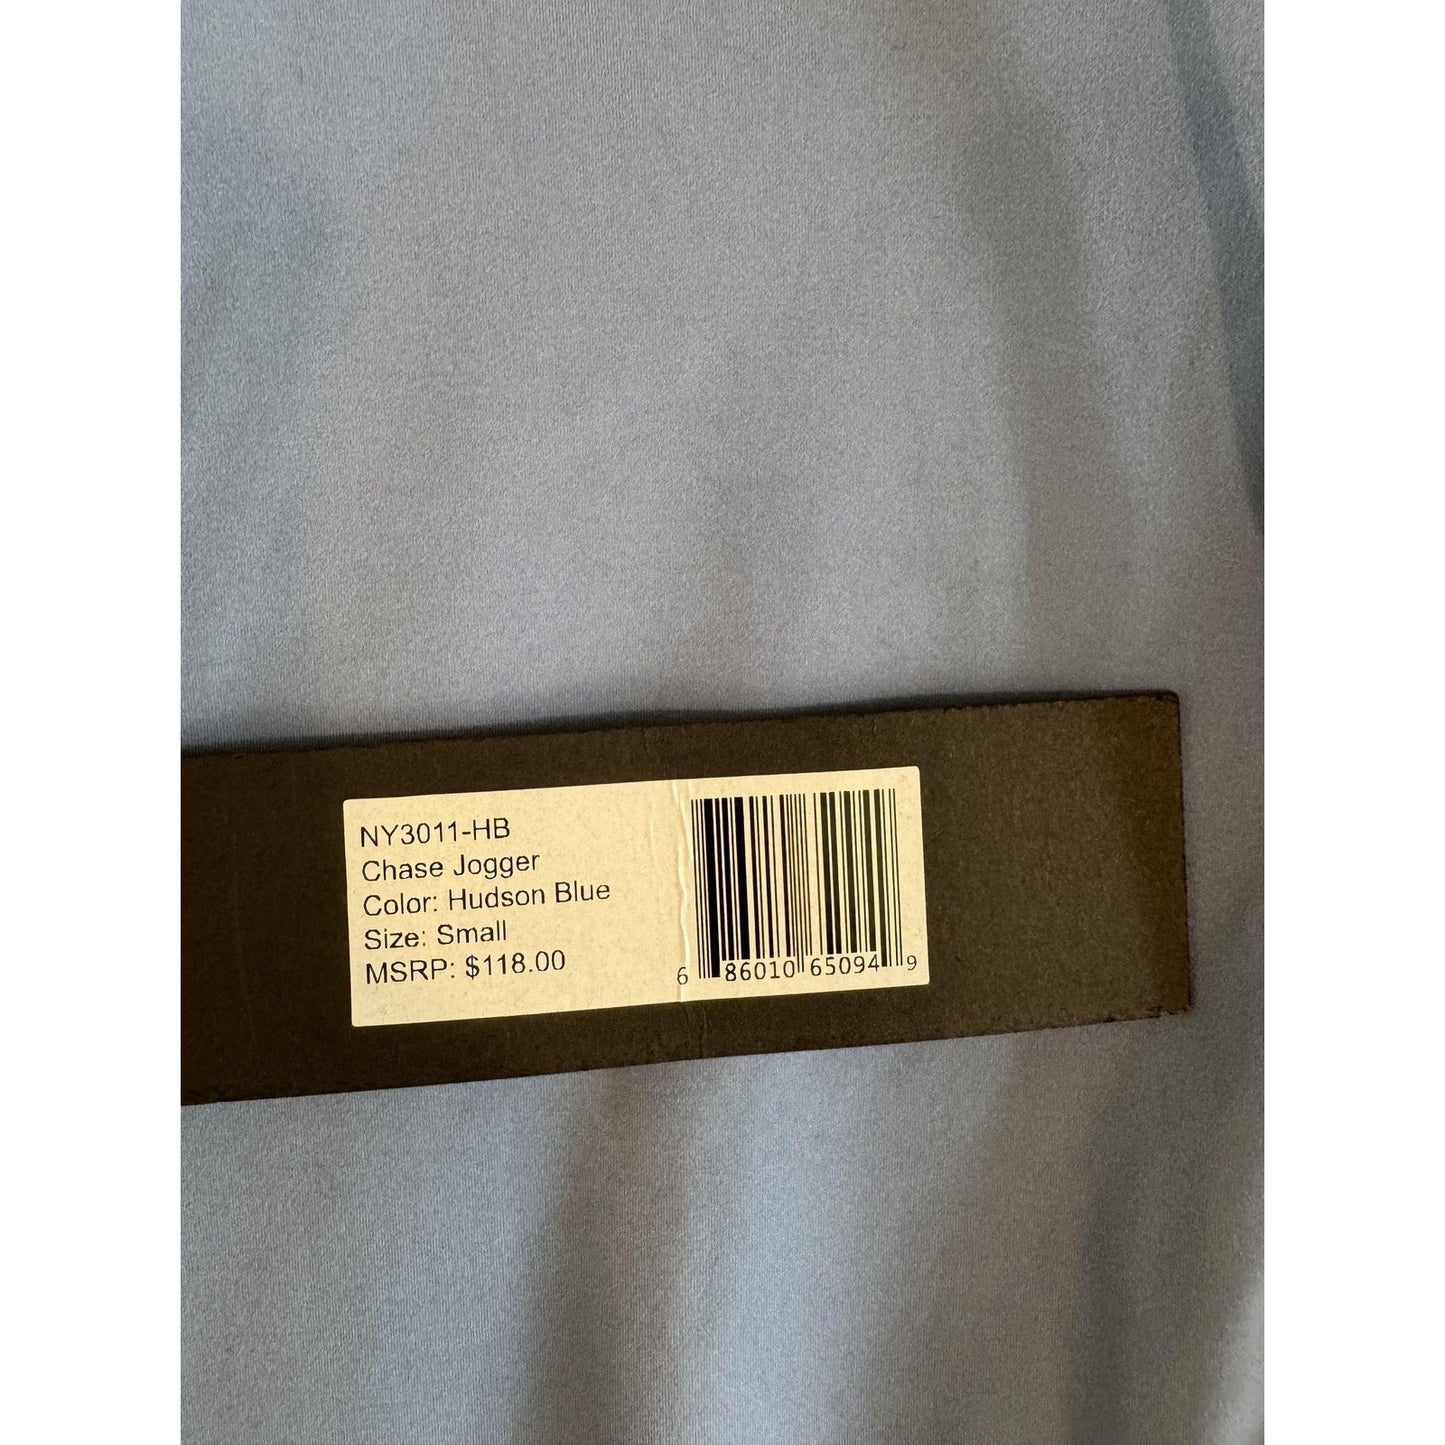 NY3011-HB
Chase Jogger
Color: Hudson Blue
Size: Small
MSRP: $118.00
6 86010 65094 9